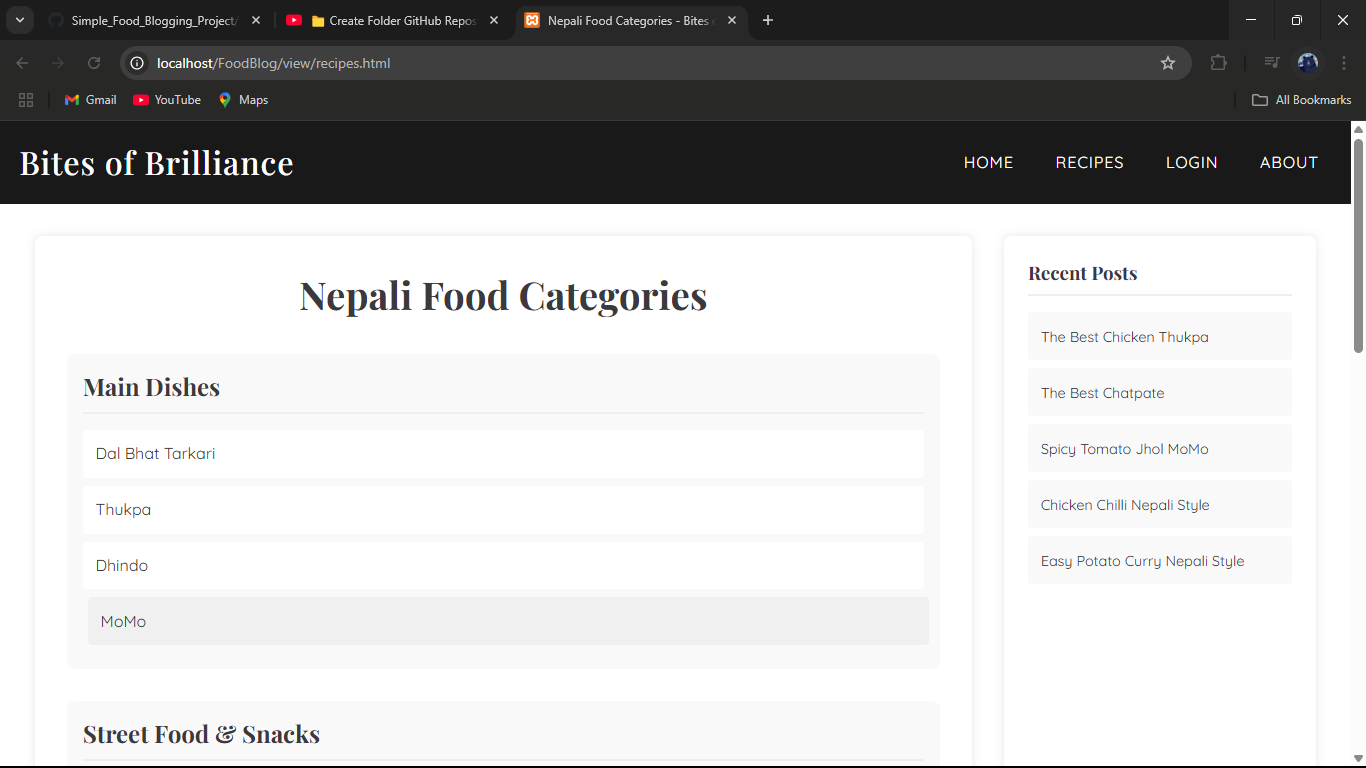 Simple_Food_Blogging_Project/
Create Folder GitHub Repos
Nepali Food Categories - Bites
localhost/FoodBlog/view/recipes.html
Gmail
YouTube
Maps
All Bookmarks
Bites of Brilliance
HOME
RECIPES
LOGIN
ABOUT
Nepali Food Categories
Main Dishes
Dal Bhat Tarkari
Thukpa
Dhindo
MoMo
Street Food & Snacks
Recent Posts
The Best Chicken Thukpa
The Best Chatpate
Spicy Tomato Jhol MoMo
Chicken Chilli Nepali Style
Easy Potato Curry Nepali Style